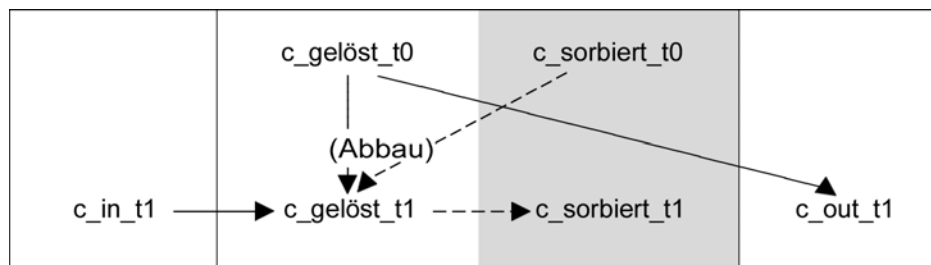 c_gelöst_t0 c_sorbiert_t0
(Abbau)
c_in_t1 c_gelöst_t1 c_sorbiert_t1 c_out_t1